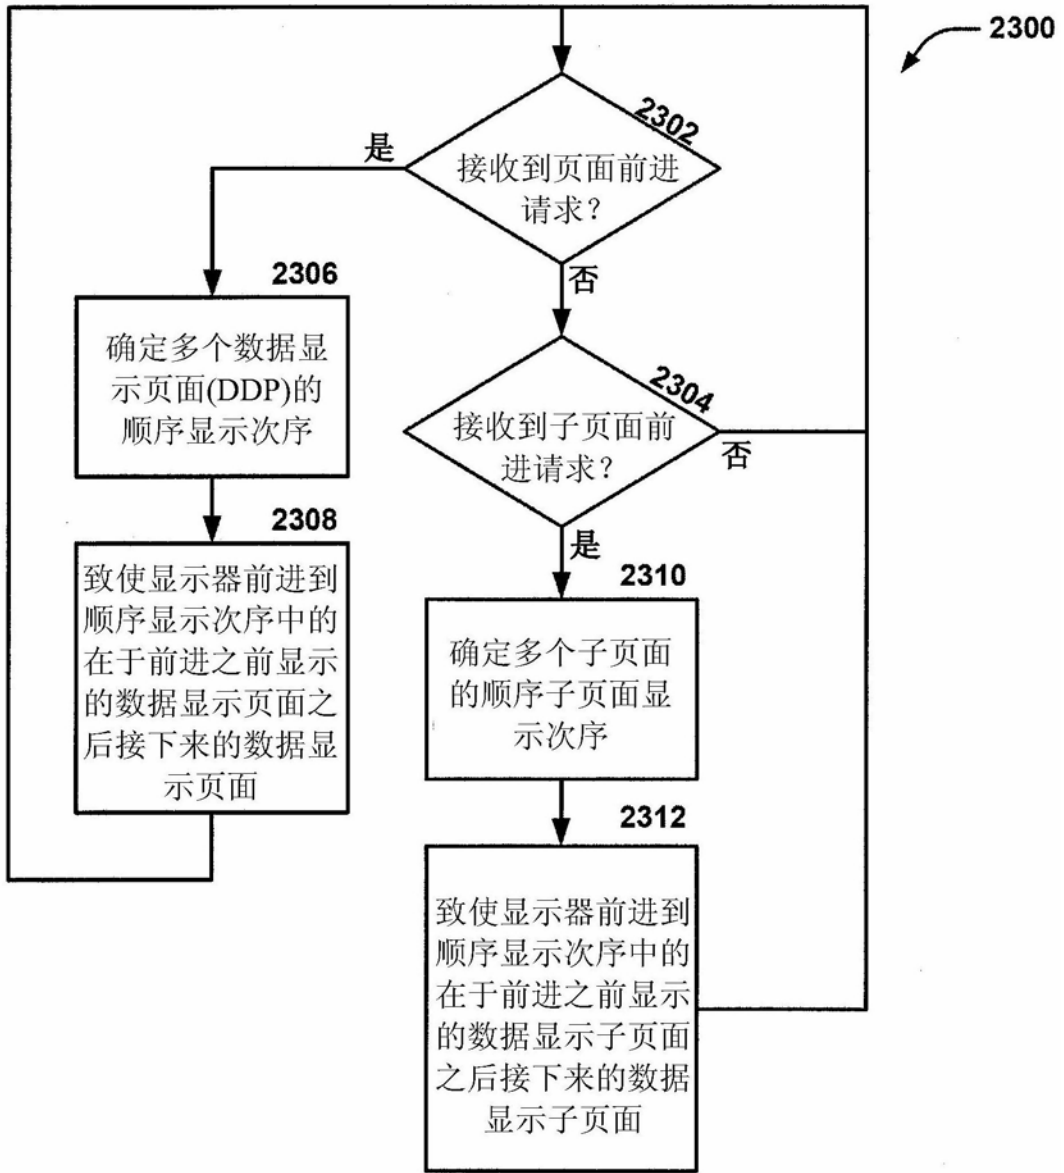 2300
2302
是
接收到页面前进
请求？
否
2306
确定多个数据显
示页面(DDP)的
顺序显示次序
2304
接收到子页面前
进请求？
否
是
2308
致使显示器前进到
顺序显示次序中的
在于前进之前显示
的数据显示页面之
后接下来的数据显
示页面
2310
确定多个子页面
的顺序子页面显
示次序
2312
致使显示器前进到
顺序显示次序中的
在于前进之前显示
的数据显示子页面
之后接下来的数据
显示子页面